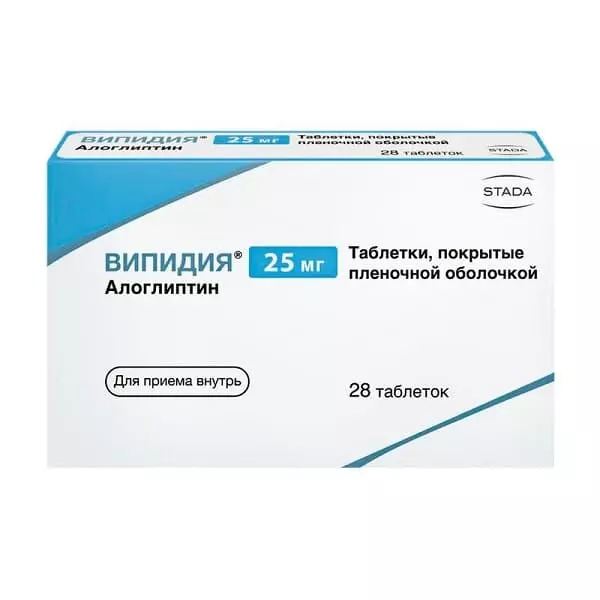 ВИПИДИЯ® 25 мг
Алоглиптин
Таблетки, покрытые
пленочной оболочкой
28 таблеток
STADA
STADA
ВИПИДИЯ® 25 мг
Алоглиптин
Таблетки, покрытые
пленочной оболочкой
Для приема внутрь
28 таблеток